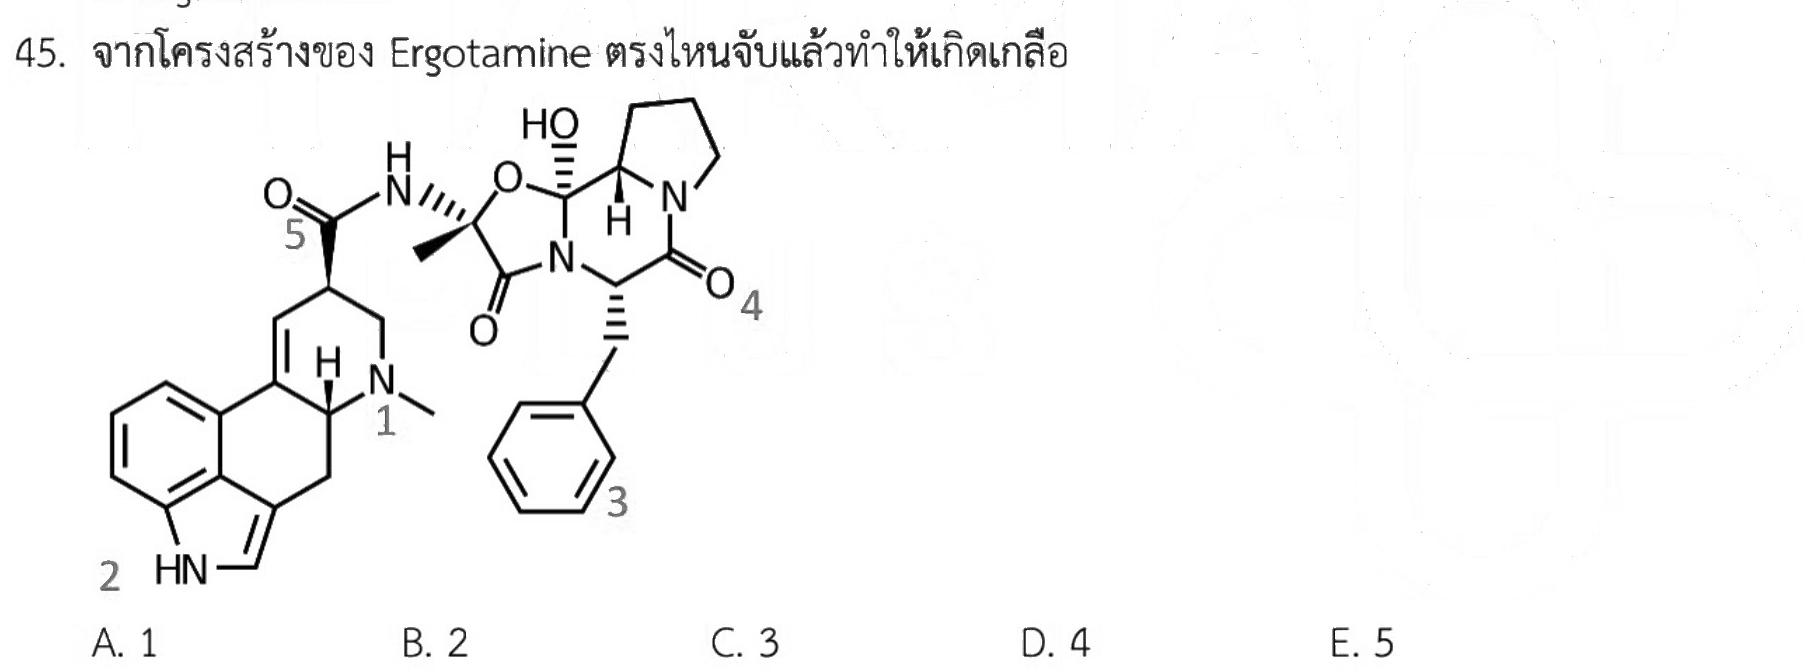 45. จากโครงสร้างของ Ergotamine ตรงไหนจับแล้วทำให้เกิดเกลือ
HO
H
O
O
N
N
5
H
N
O
4
O
H
N
1
3
2
HN
A. 1 B. 2 C. 3 D. 4 E. 5